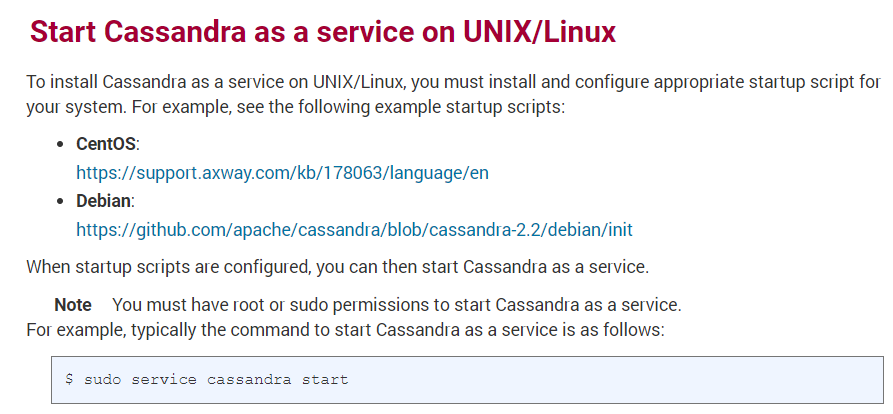 Start Cassandra as a service on UNIX/Linux
To install Cassandra as a service on UNIX/Linux, you must install and configure appropriate startup script for
your system. For example, see the following example startup scripts:
• CentOS:
https://support.axway.com/kb/178063/language/en
• Debian:
https://github.com/apache/cassandra/blob/cassandra-2.2/debian/init
When startup scripts are configured, you can then start Cassandra as a service.
Note You must have root or sudo permissions to start Cassandra as a service.
For example, typically the command to start Cassandra as a service is as follows:
$ sudo service cassandra start